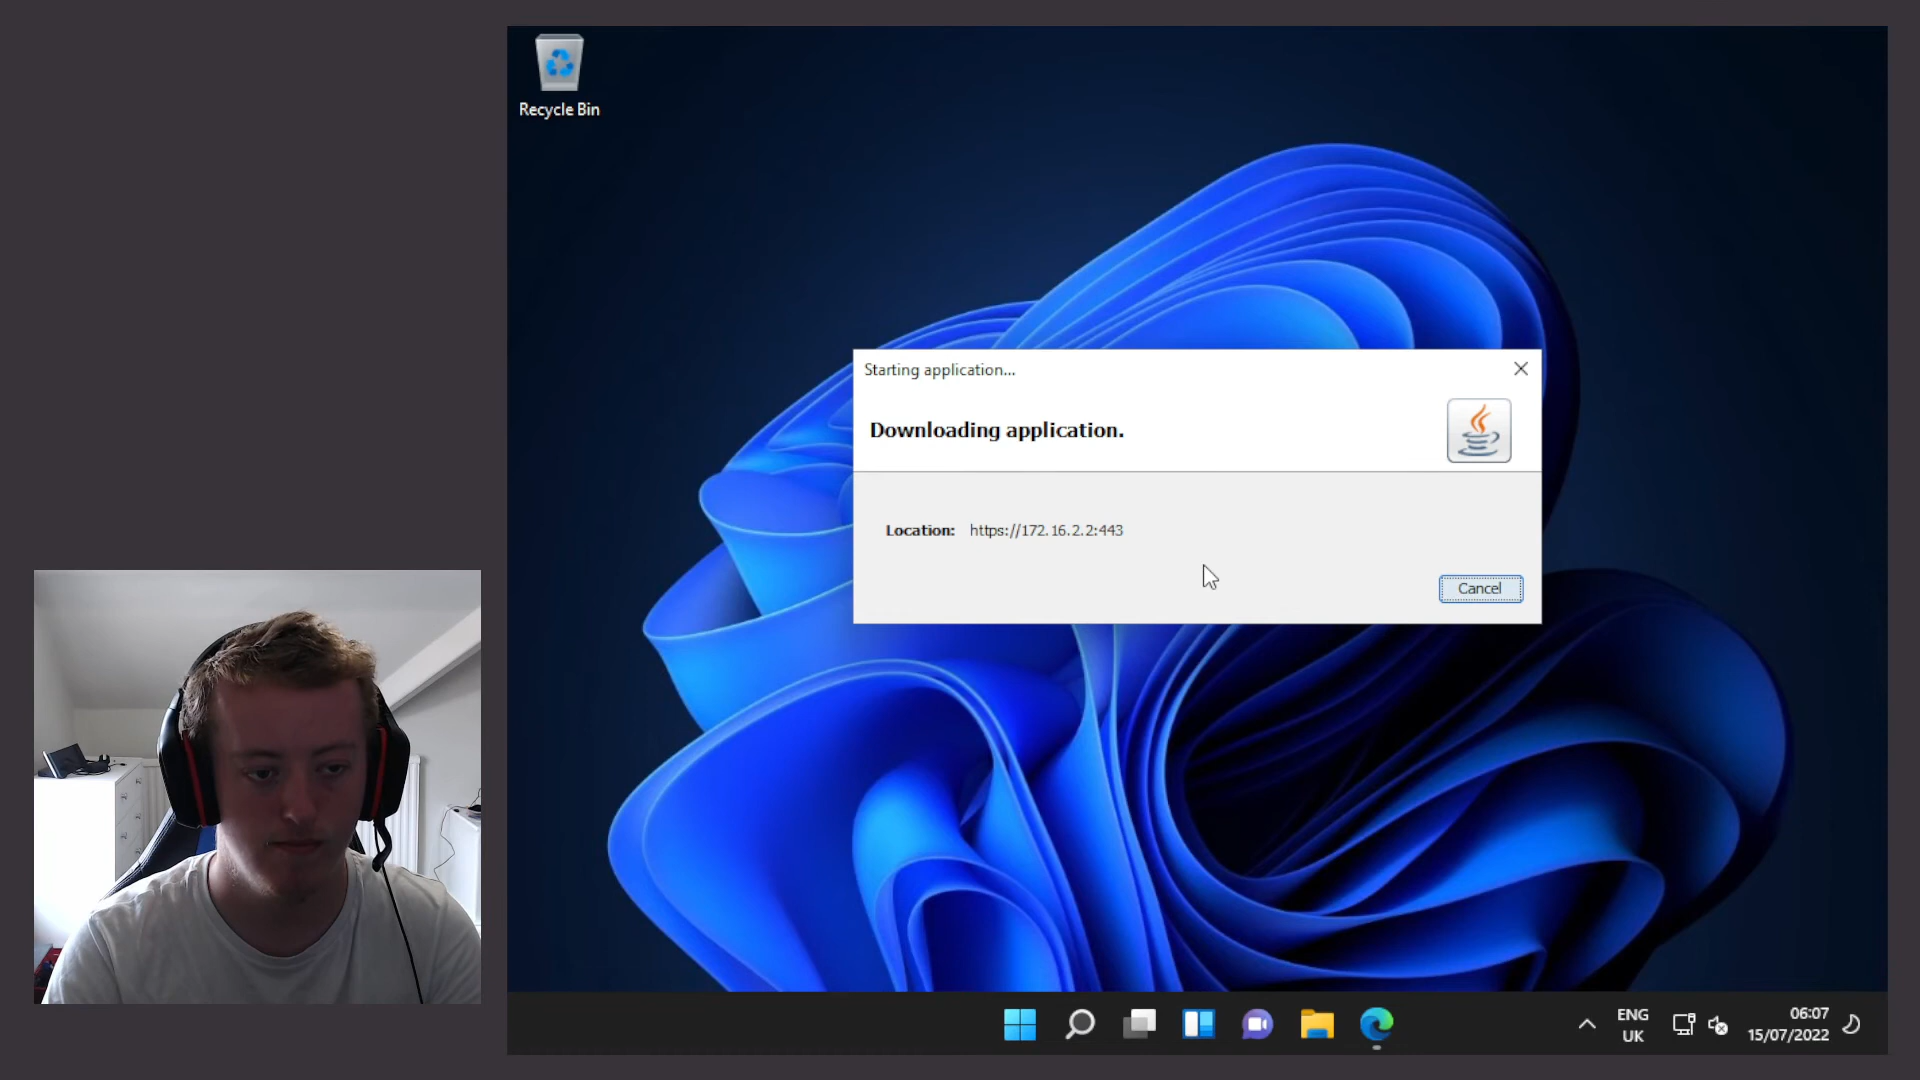 Recycle Bin
Starting application...
Downloading application.
Location: https://172.16.2.2:443
Cancel
ENG
UK
06:07
15/07/2022